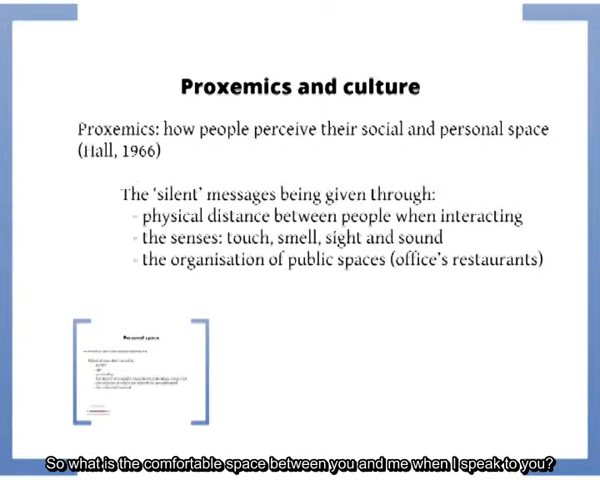 Proxemics and culture
Proxemics: how people perceive their social and personal space
(Hall, 1966)
The 'silent' messages being given through:
- physical distance between people when interacting
- the senses: touch, smell, sight and sound
- the organisation of public spaces (office's restaurants)
Personal space
So what is the comfortable space between you and me when I speak to you?